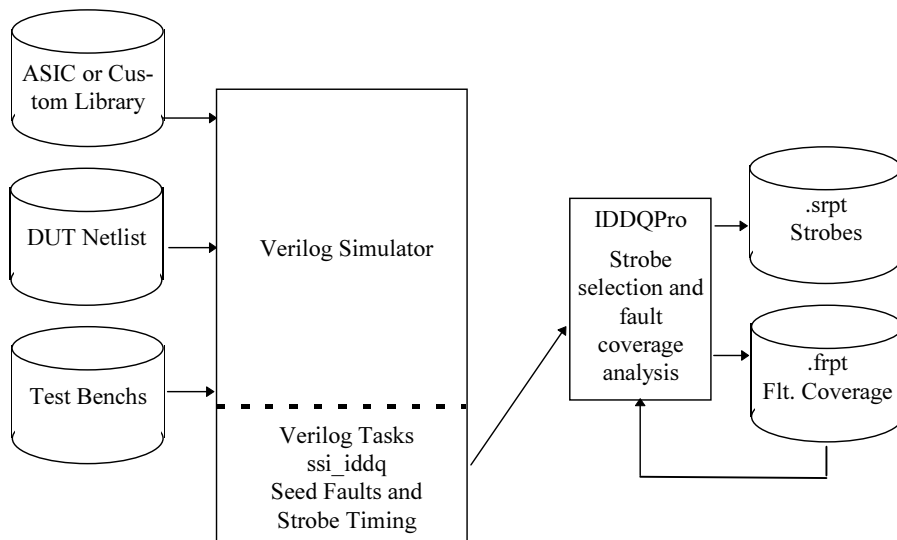 ASIC or Cus-
tom Library
DUT Netlist
Test Benchs
Verilog Simulator
Verilog Tasks
ssi_iddq
Seed Faults and
Strobe Timing
IDDQPro
Strobe
selection and
fault
coverage
analysis
.srpt
Strobes
.frpt
Flt. Coverage